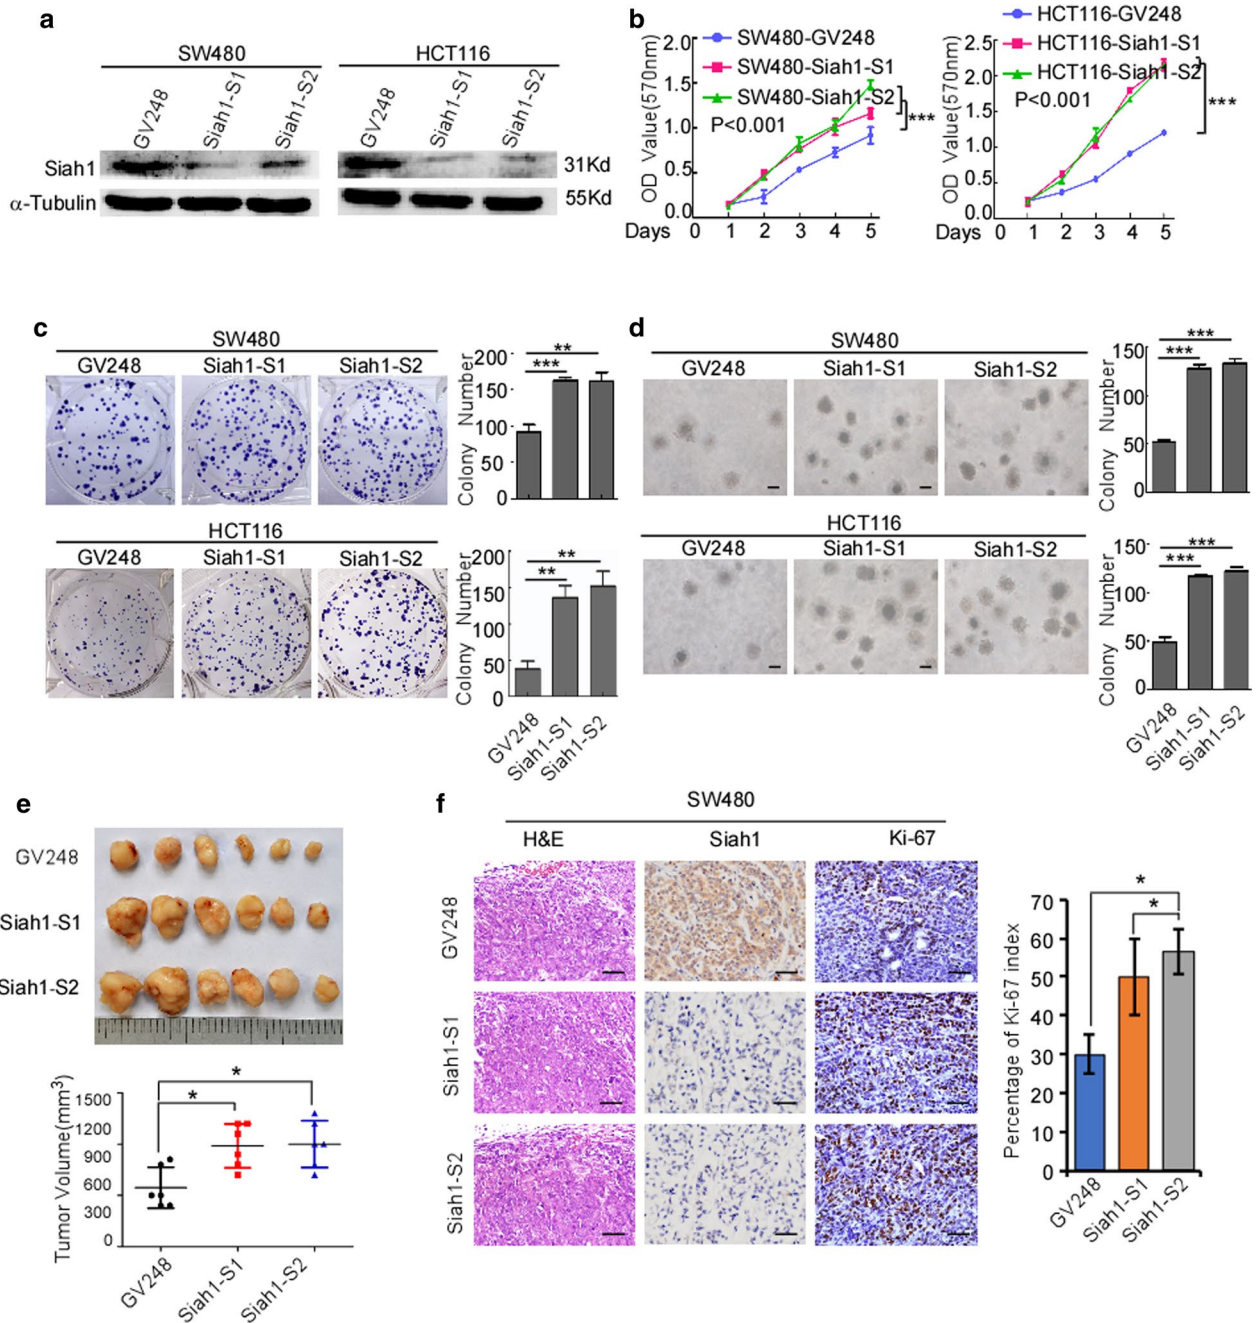 a
SW480
HCT116
GV248
Siah1-S1
Siah1-S2
GV248
Siah1-S1
Siah1-S2
Siah1
31Kd
α-Tubulin
55Kd
b
SW480-GV248
SW480-Siah1-S1
SW480-Siah1-S2
P<0.001
***
OD Value(570nm)
2.0
1.5
1.0
0.5
0.0
Days 0 1 2 3 4 5
HCT116-GV248
HCT116-Siah1-S1
HCT116-Siah1-S2
P<0.001
***
OD Value(570nm)
2.5
2.0
1.5
1.0
0.5
0.0
Days 0 1 2 3 4 5
c
SW480
GV248 Siah1-S1 Siah1-S2
Colony Number
200
150
100
50
0
**
***
HCT116
GV248 Siah1-S1 Siah1-S2
Colony Number
200
150
100
50
0
**
**
GV248
Siah1-S1
Siah1-S2
d
SW480
GV248 Siah1-S1 Siah1-S2
Colony Number
150
100
50
0
***
***
HCT116
GV248 Siah1-S1 Siah1-S2
Colony Number
150
100
50
0
***
***
GV248
Siah1-S1
Siah1-S2
e
GV248
Siah1-S1
Siah1-S2
Tumor Volume(mm3)
1500
1200
900
600
300
0
*
*
GV248
Siah1-S1
Siah1-S2
f
SW480
H&E Siah1 Ki-67
GV248
Siah1-S1
Siah1-S2
Percentage of Ki-67 index
70
60
50
40
30
20
10
0
*
*
GV248
Siah1-S1
Siah1-S2